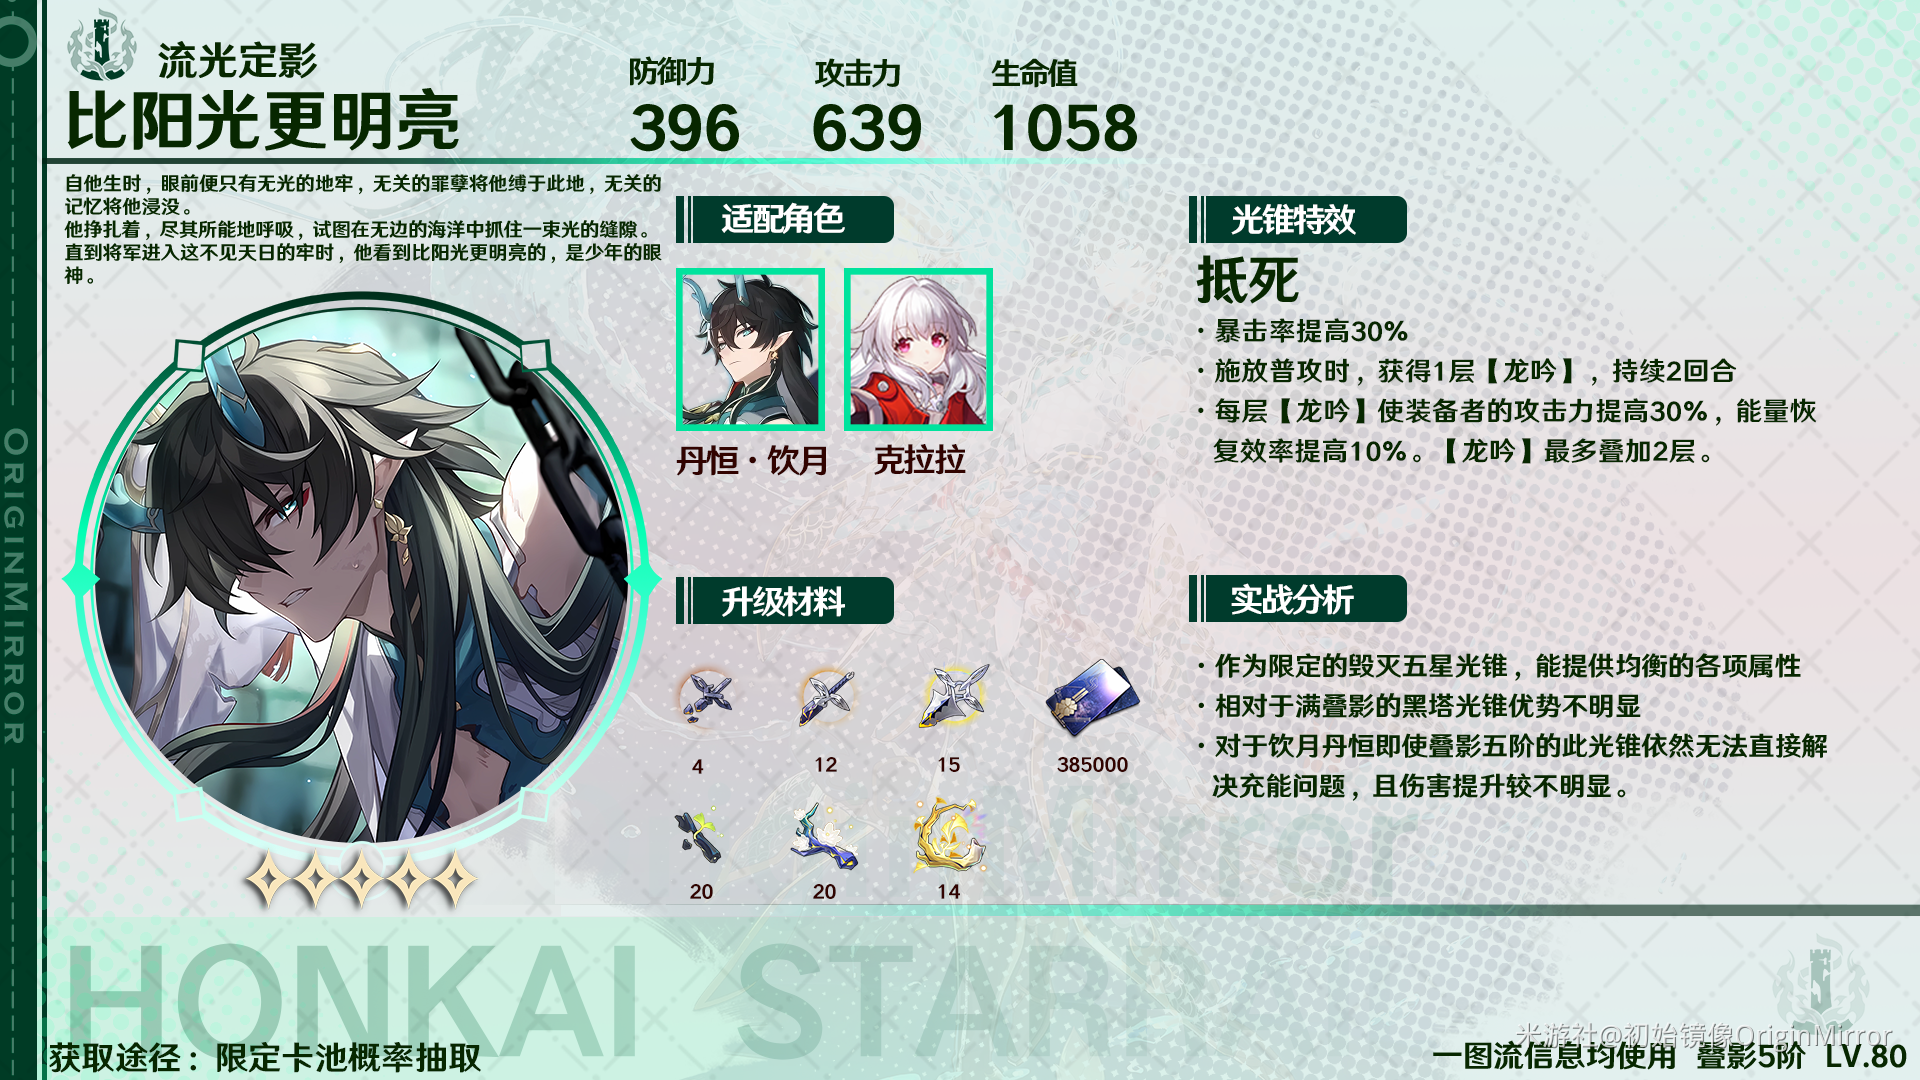 流光定影
比阳光更明亮
防御力
396
攻击力
639
生命值
1058
自他生时，眼前便只有无光的地牢，无关的罪孽将他缚于此地，无关的
记忆将他浸没。
他挣扎着，尽其所能地呼吸，试图在无边的海洋中抓住一束光的缝隙。
直到将军进入这不见天日的牢时，他看到比阳光更明亮的，是少年的眼
神。
适配角色
丹恒·饮月
克拉拉
升级材料
4
12
15
385000
20
20
14
光锥特效
抵死
·暴击率提高30%
·施放普攻时，获得1层【龙吟】，持续2回合
·每层【龙吟】使装备者的攻击力提高30%，能量恢
复效率提高10%。【龙吟】最多叠加2层。
实战分析
·作为限定的毁灭五星光锥，能提供均衡的各项属性
·相对于满叠影的黑塔光锥优势不明显
·对于饮月丹恒即使叠影五阶的此光锥依然无法直接解
决充能问题，且伤害提升较不明显。
ORIGINMIRROR
HONKAI STAR
获取途径：限定卡池概率抽取
米游社@初始镜像OriginMirror
一图流信息均使用 叠影5阶 LV.80